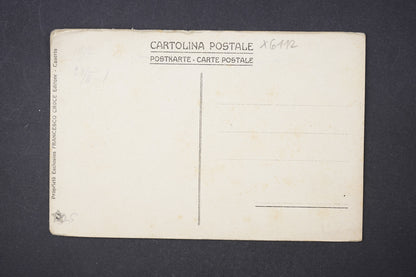 CARTOLINA POSTALE
POSTKARTE - CARTE POSTALE
X6112
Proprietà Esclusiva FRANCESCO CROCE Editore - Caserta